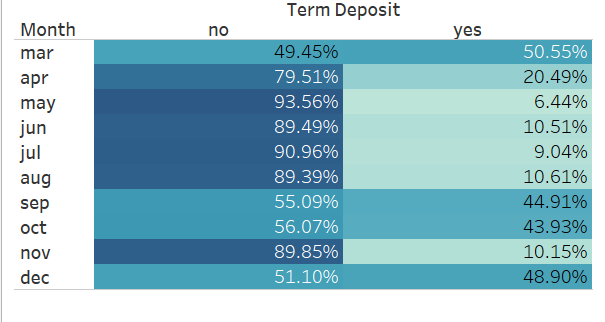 Term Deposit
Month no yes
mar 49.45% 50.55%
apr 79.51% 20.49%
may 93.56% 6.44%
jun 89.49% 10.51%
jul 90.96% 9.04%
aug 89.39% 10.61%
sep 55.09% 44.91%
oct 56.07% 43.93%
nov 89.85% 10.15%
dec 51.10% 48.90%